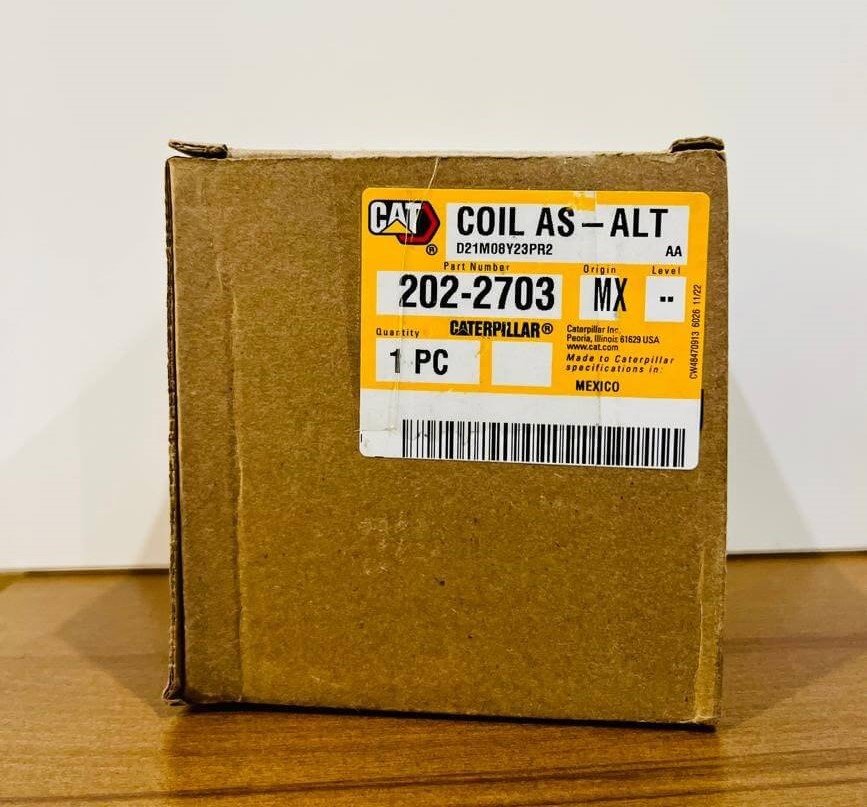 CAT
®
COIL AS-ALT
D21M08Y23PR2 AA
Part Number Origin Level
202-2703 MX --
Quantity CATERPILLAR®
1 PC
Caterpillar Inc.
Peoria, Illinois 61629 USA
www.cat.com
Made to Caterpillar
specifications in:
MEXICO
CW48470913 6026 11/22